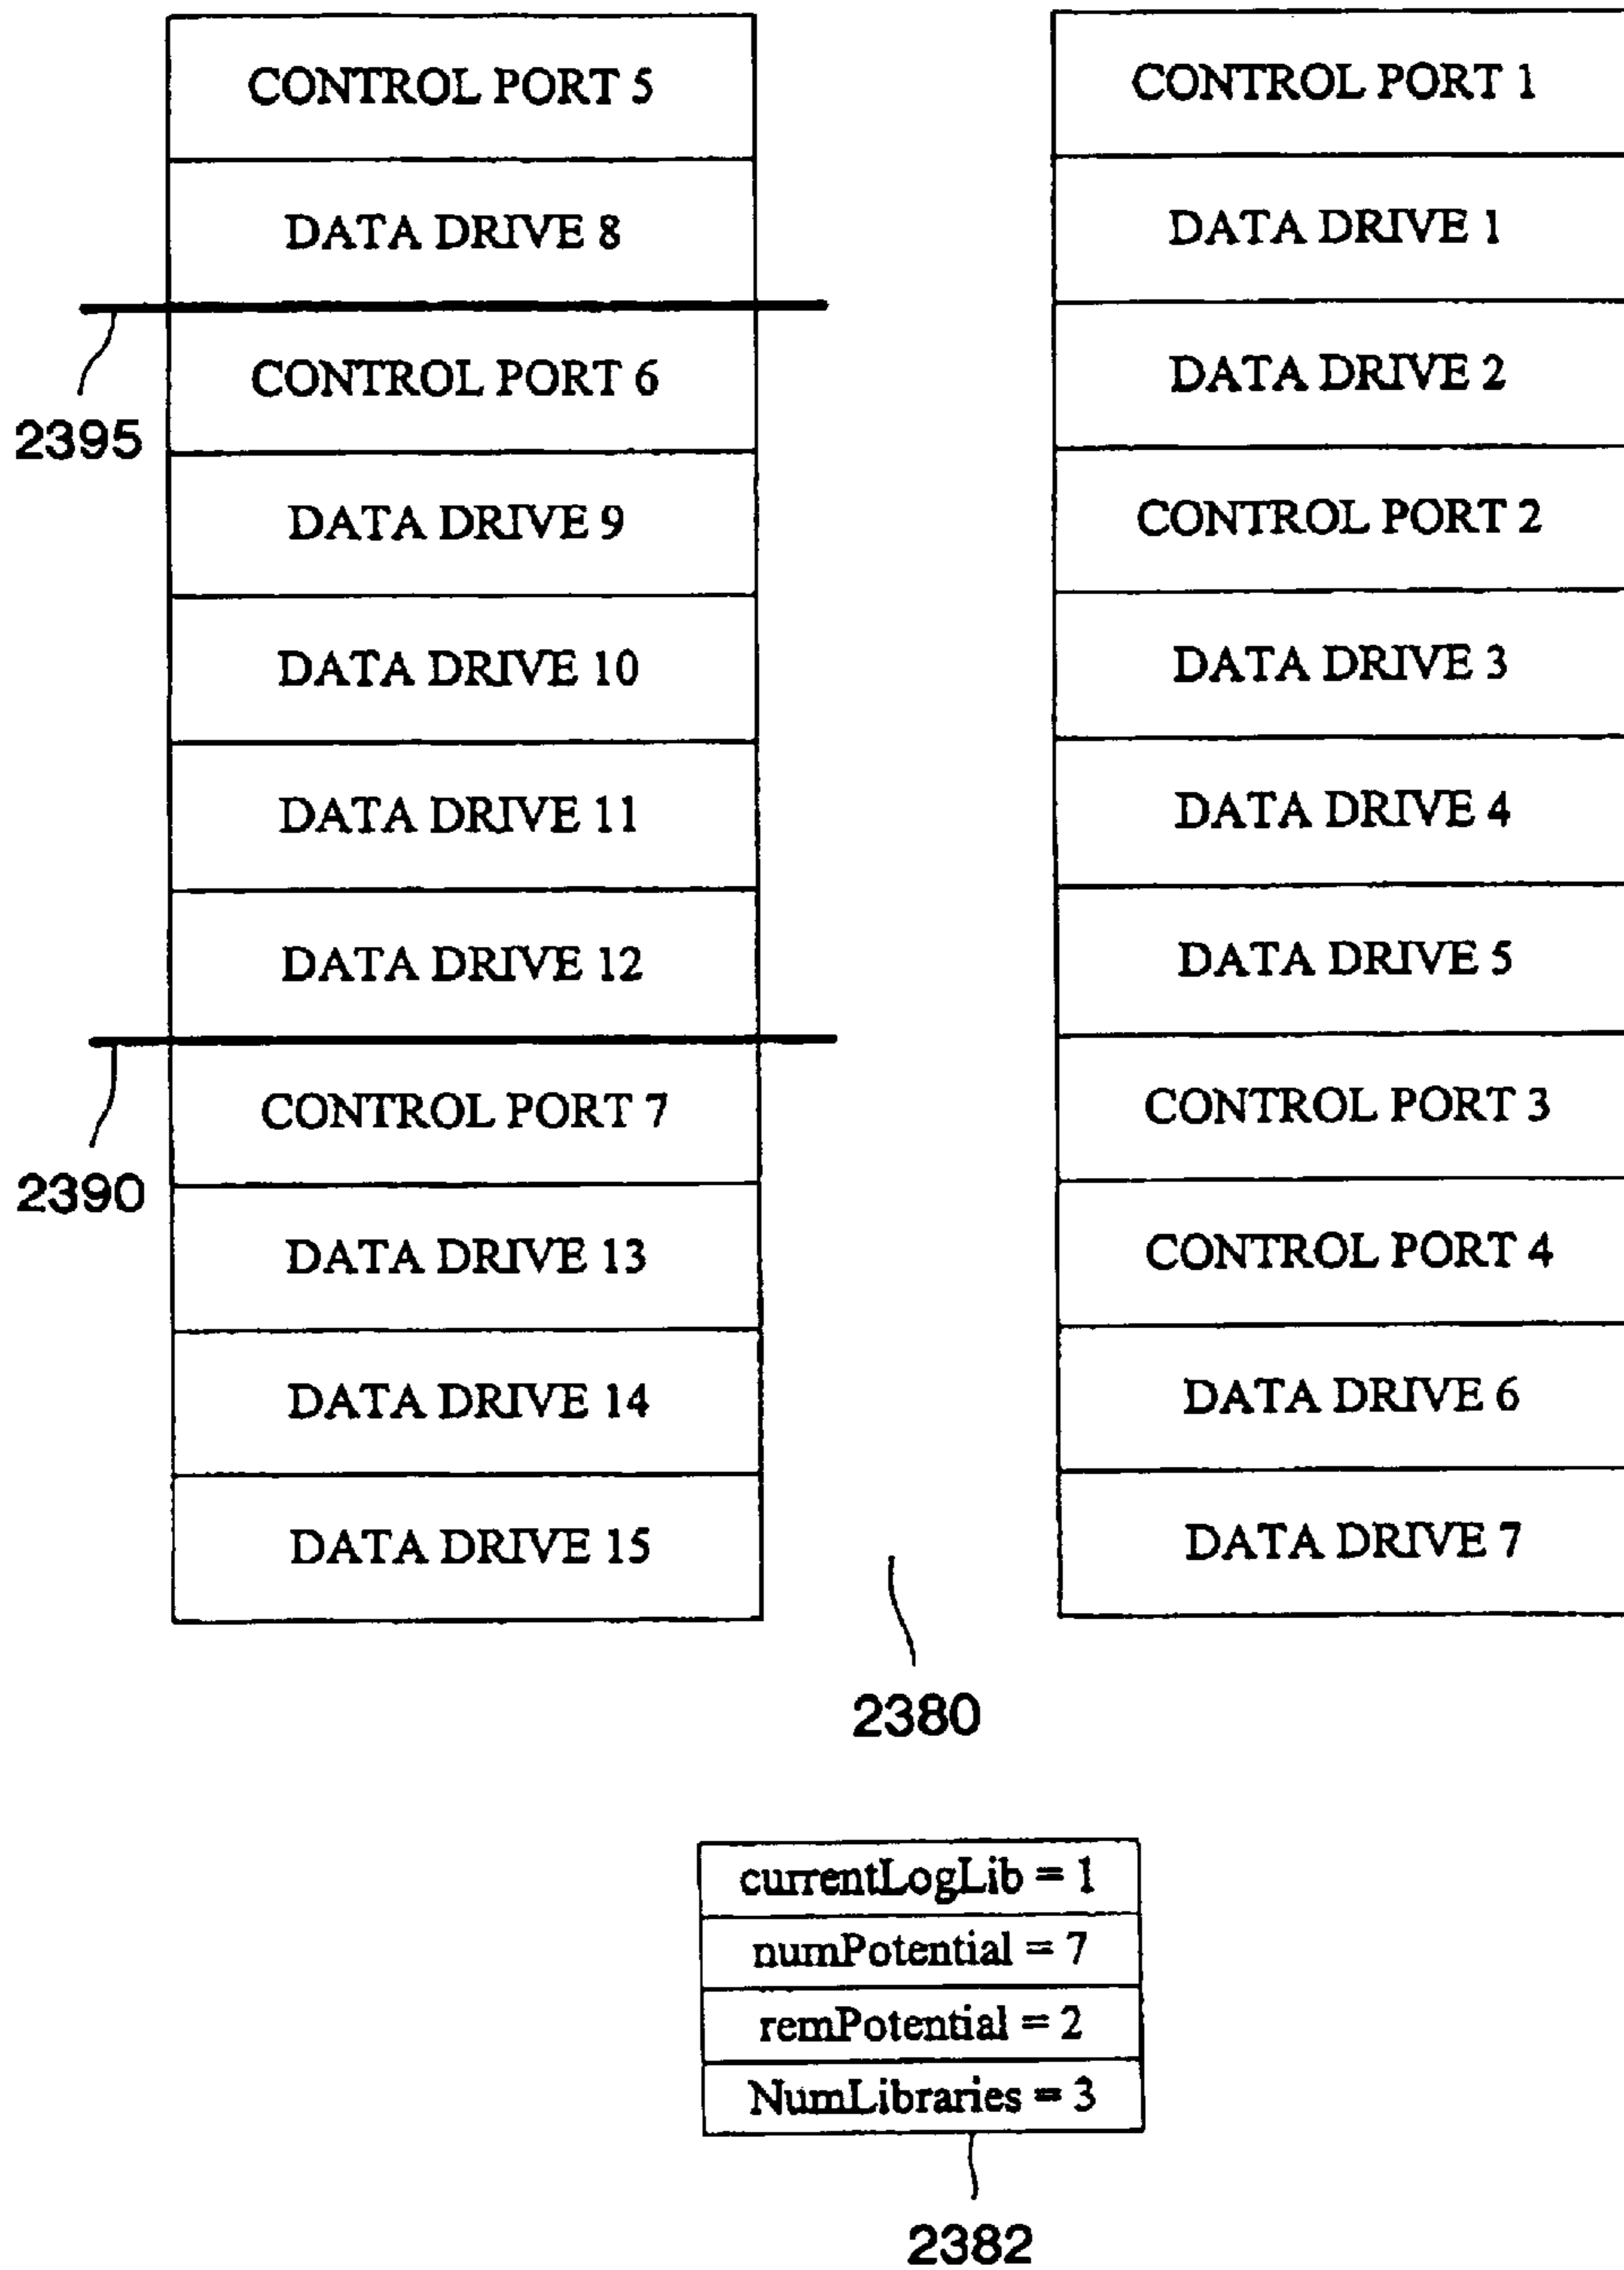 CONTROL PORT 5
DATA DRIVE 8
CONTROL PORT 6
DATA DRIVE 9
DATA DRIVE 10
DATA DRIVE 11
DATA DRIVE 12
CONTROL PORT 7
DATA DRIVE 13
DATA DRIVE 14
DATA DRIVE 15
2395
2390
CONTROL PORT 1
DATA DRIVE 1
DATA DRIVE 2
CONTROL PORT 2
DATA DRIVE 3
DATA DRIVE 4
DATA DRIVE 5
CONTROL PORT 3
CONTROL PORT 4
DATA DRIVE 6
DATA DRIVE 7
2380
currentLogLib = 1
numPotential = 7
remPotential = 2
NumLibraries = 3
2382